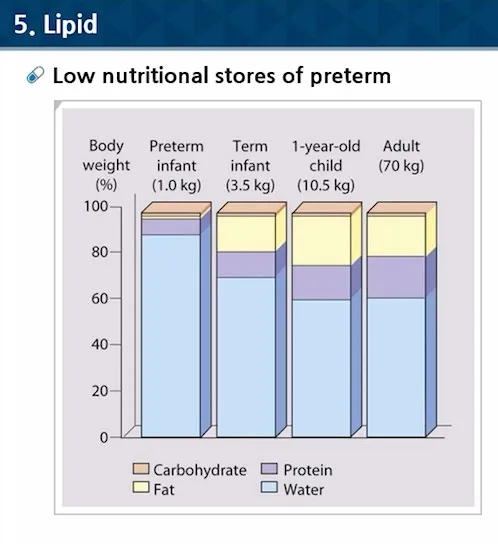 5. Lipid
Low nutritional stores of preterm
Body weight (%)
Preterm infant (1.0 kg)
Term infant (3.5 kg)
1-year-old child (10.5 kg)
Adult (70 kg)
100
80
60
40
20
0
Carbohydrate
Protein
Fat
Water